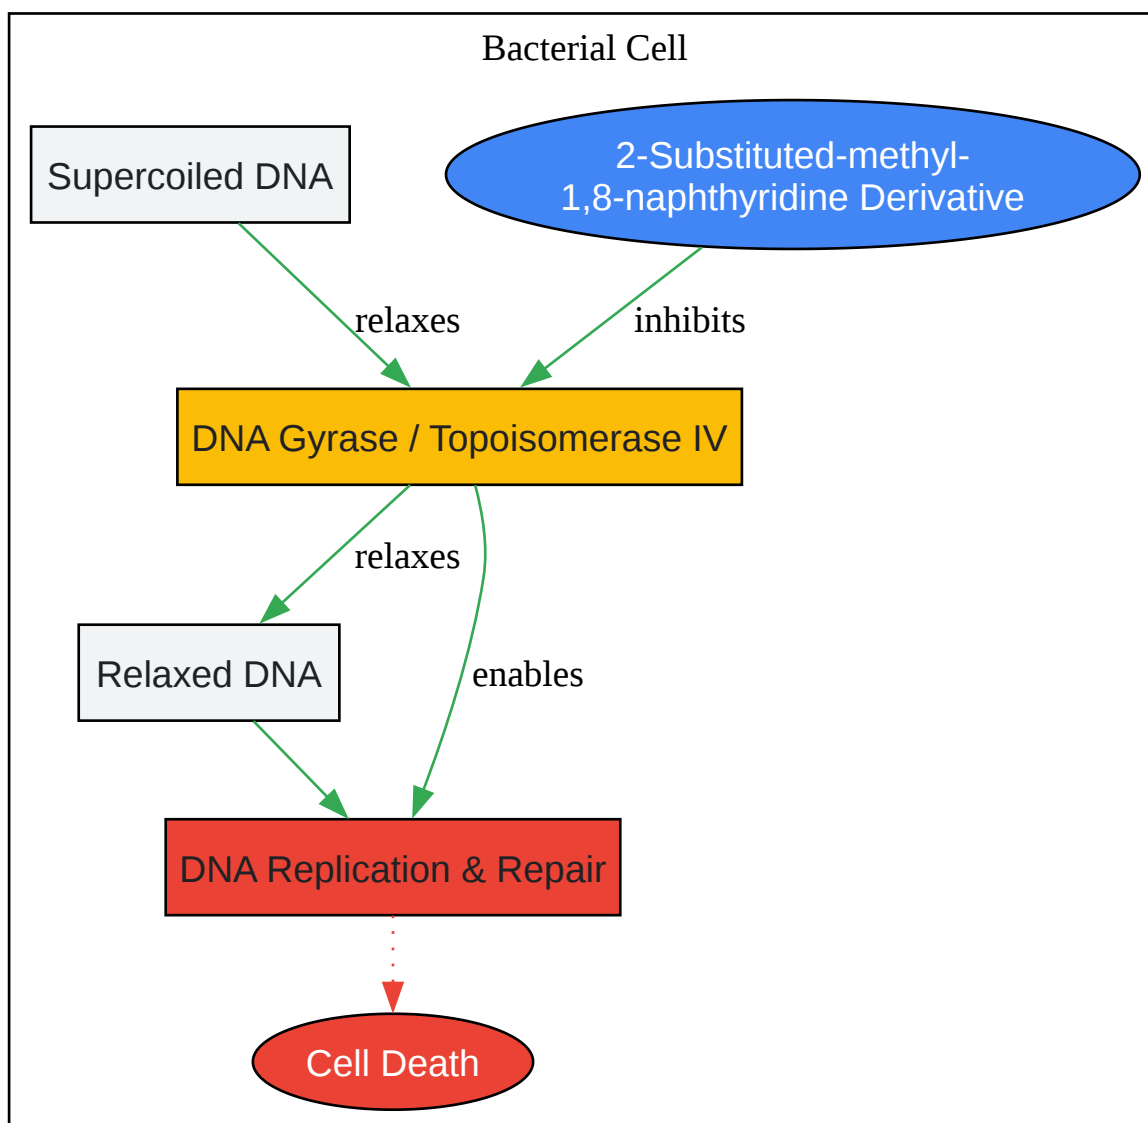 Bacterial Cell
Supercoiled DNA
2-Substituted-methyl-
1,8-naphthyridine Derivative
relaxes
inhibits
DNA Gyrase / Topoisomerase IV
relaxes
Relaxed DNA
enables
DNA Replication & Repair
Cell Death